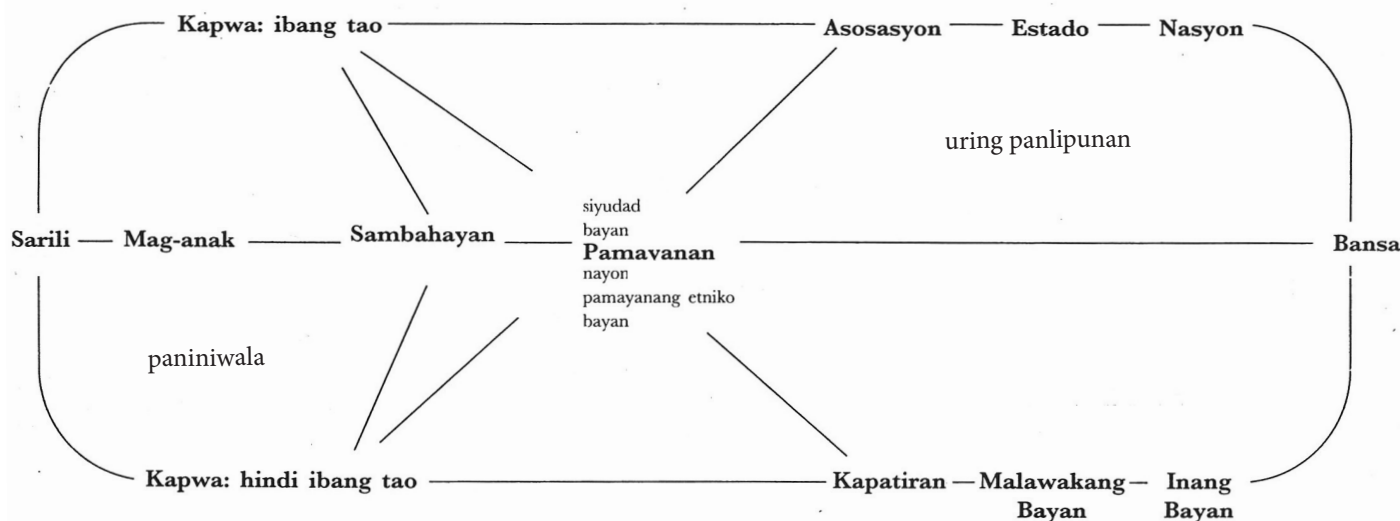 Kapwa: ibang tao
Asosasyon
Estado
Nasyon
uring panlipunan
siyudad
bayan
Sarili
Mag-anak
Sambahayan
Pamavanan
Bansa
nayon
pamayanang etniko
bayan
paniniwala
Kapwa: hindi ibang tao
Kapatiran
Malawakang
Bayan
Inang
Bayan